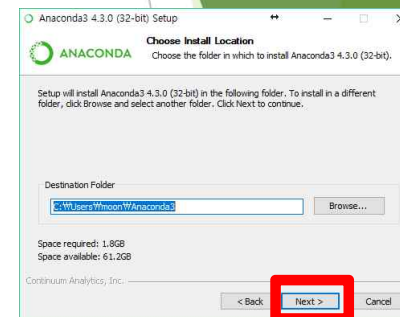 Anaconda3 4.3.0 (32-bit) Setup
ANACONDA
Choose Install Location
Choose the folder in which to install Anaconda3 4.3.0 (32-bit).
Setup will install Anaconda3 4.3.0 (32-bit) in the following folder. To install in a different
folder, click Browse and select another folder. Click Next to continue.
Destination Folder
C:₩Users₩moon₩Anaconda3
Browse...
Space required: 1.8GB
Space available: 61.2GB
Continuum Analytics, Inc.
< Back
Next >
Cancel